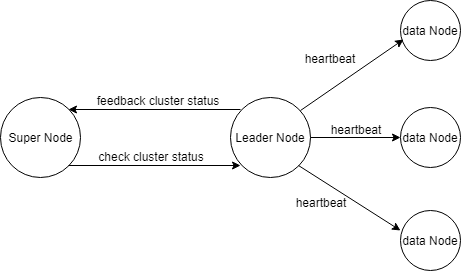 data Node
heartbeat
feedback cluster status
Super Node
Leader Node
heartbeat
data Node
check cluster status
heartbeat
data Node